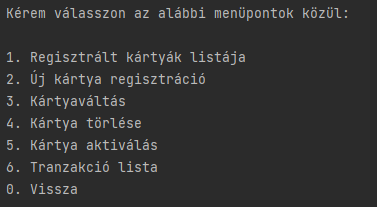 Kérem válasszon az alábbi menüpontok közül:
1. Regisztrált kártyák listája
2. Új kártya regisztráció
3. Kártyaváltás
4. Kártya törlése
5. Kártya aktiválás
6. Tranzakció lista
0. Vissza